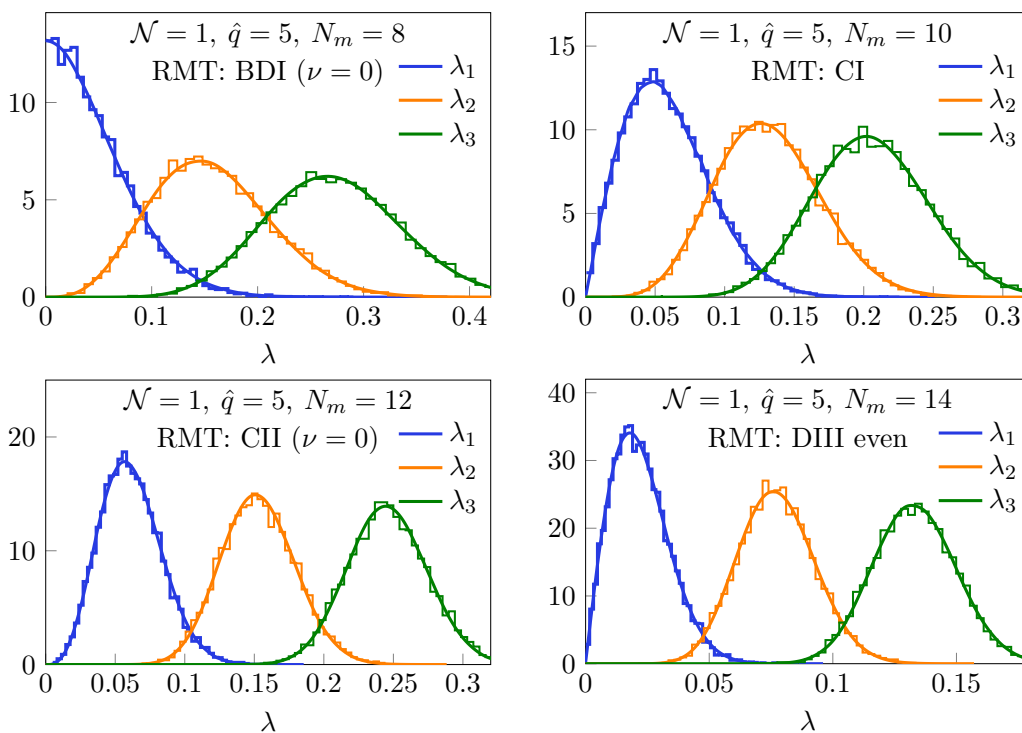 𝒩 = 1, q̂ = 5, N_m = 8
RMT: BDI (ν = 0)
λ₁
λ₂
λ₃
10
5
0
0 0.1 0.2 0.3 0.4
λ
𝒩 = 1, q̂ = 5, N_m = 10
RMT: CI
λ₁
λ₂
λ₃
15
10
5
0
0 0.05 0.1 0.15 0.2 0.25 0.3
λ
𝒩 = 1, q̂ = 5, N_m = 12
RMT: CII (ν = 0)
λ₁
λ₂
λ₃
20
10
0
0 0.05 0.1 0.15 0.2 0.25 0.3
λ
𝒩 = 1, q̂ = 5, N_m = 14
RMT: DIII even
λ₁
λ₂
λ₃
40
30
20
10
0
0 0.05 0.1 0.15
λ